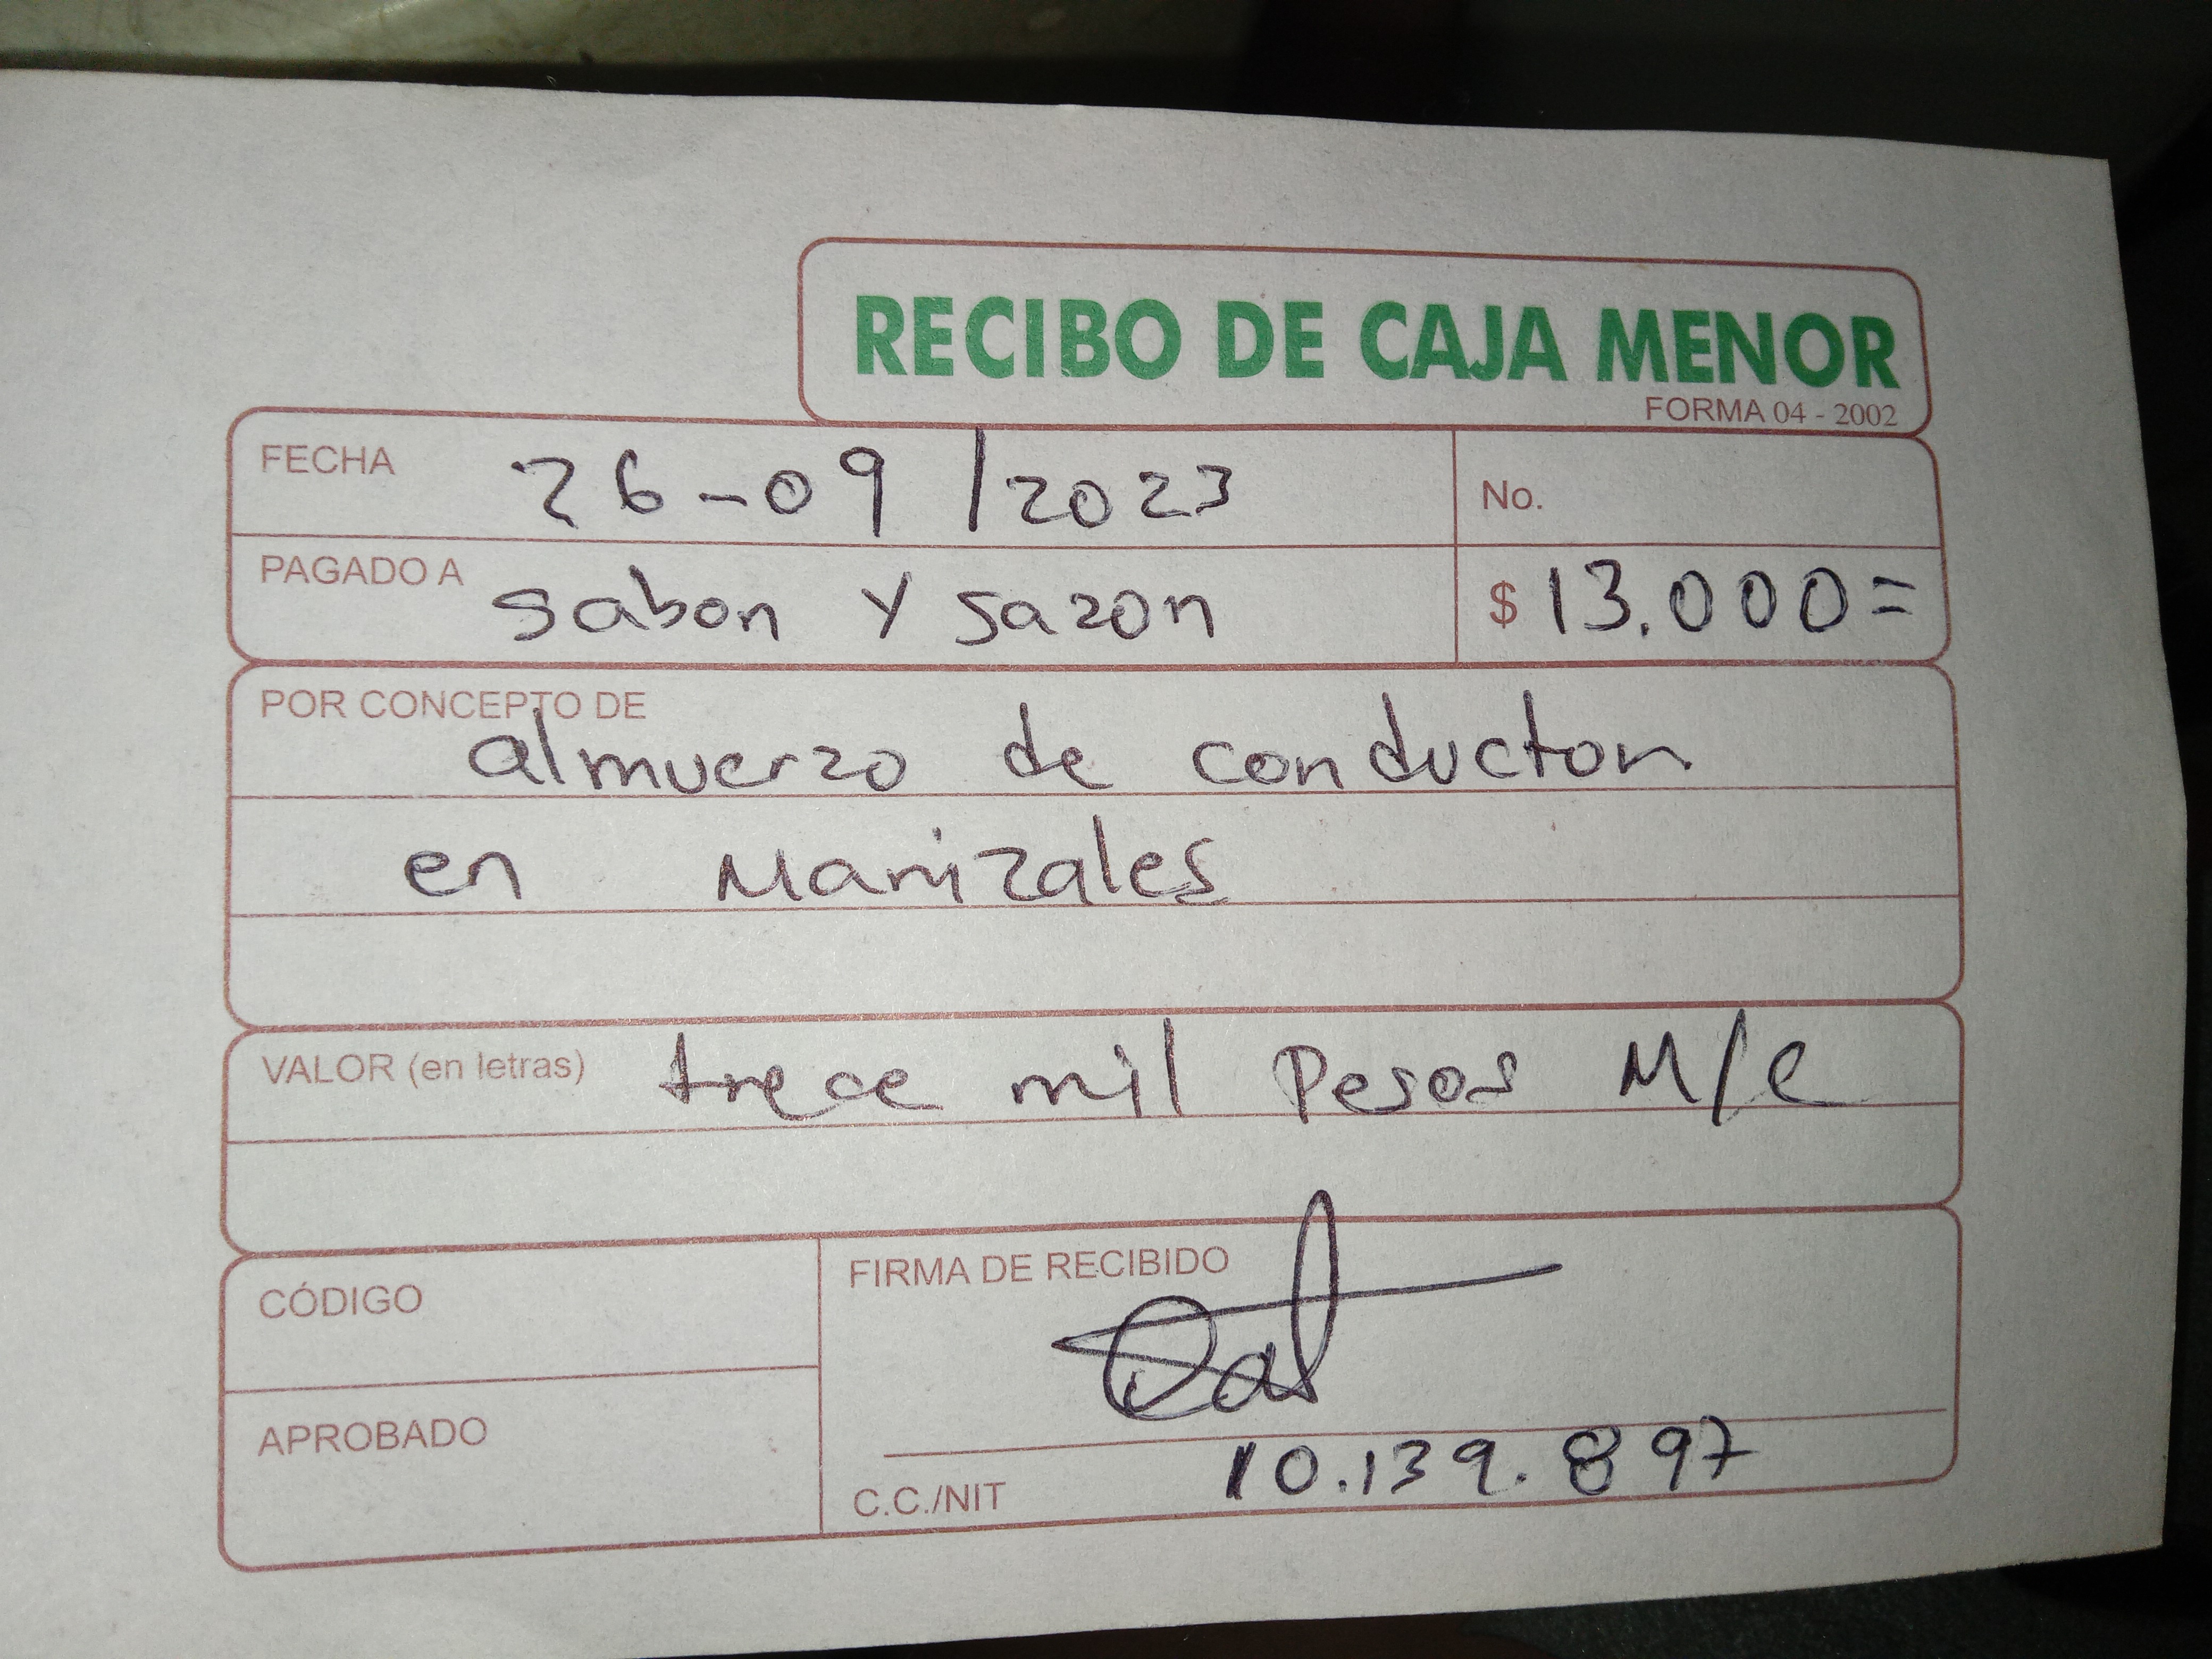 RECIBO DE CAJA MENOR
FORMA 04 - 2002
FECHA 26-09/2023
No.
PAGADO A sabor y sazon
$ 13.000=
POR CONCEPTO DE
almuerzo de conductor
en Manizales
VALOR (en letras) trece mil Pesos M/c
CÓDIGO
FIRMA DE RECIBIDO
APROBADO
C.C./NIT 10.139.897